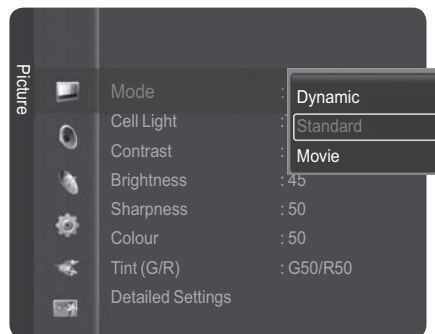 Picture
Mode :
Dynamic
Cell Light :
Standard
Contrast :
Movie
Brightness : 45
Sharpness : 50
Colour : 50
Tint (G/R) : G50/R50
Detailed Settings